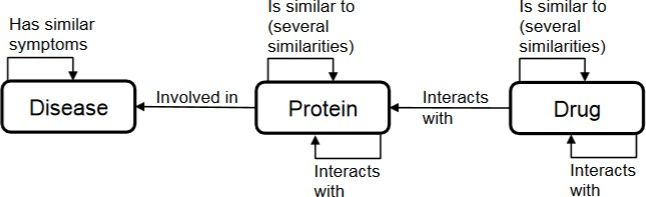 Has similar
symptoms
Disease
Involved in
Is similar to
(several
similarities)
Protein
Interacts
with
Interacts
with
Is similar to
(several
similarities)
Drug
Interacts
with